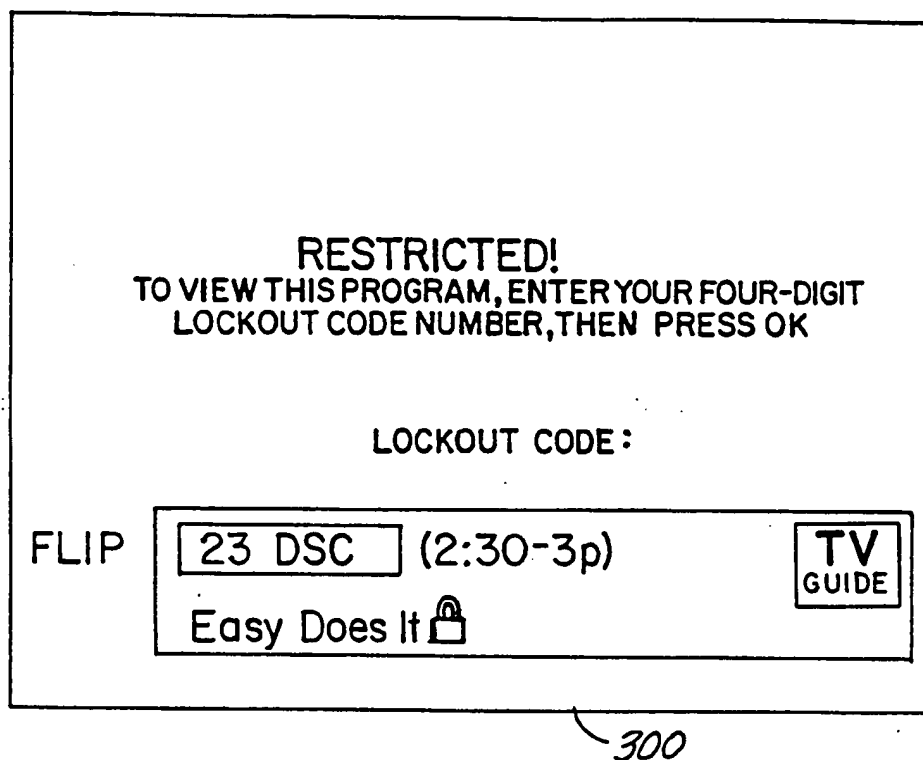 RESTRICTED!
TO VIEW THIS PROGRAM, ENTER YOUR FOUR-DIGIT
LOCKOUT CODE NUMBER, THEN PRESS OK
LOCKOUT CODE:
FLIP
23 DSC (2:30-3p)
TV
GUIDE
Easy Does It
300